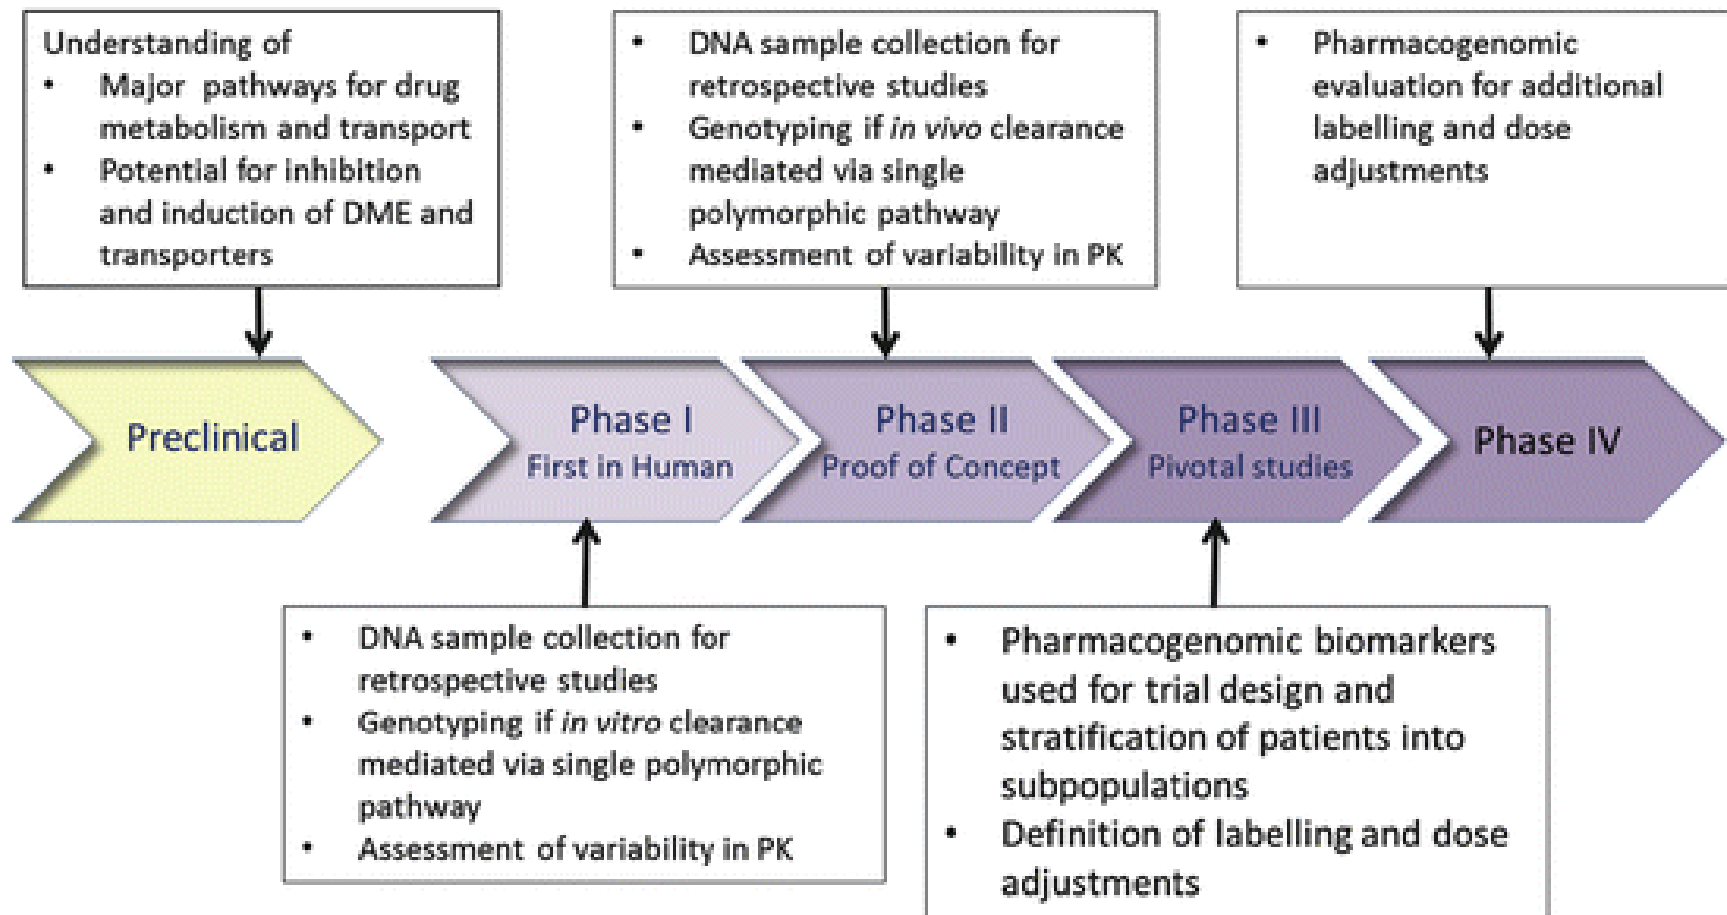 Understanding of
• Major pathways for drug
metabolism and transport
• Potential for inhibition
and induction of DME and
transporters
• DNA sample collection for
retrospective studies
• Genotyping if in vivo clearance
mediated via single
polymorphic pathway
• Assessment of variability in PK
• Pharmacogenomic
evaluation for additional
labelling and dose
adjustments
Preclinical
Phase I
First in Human
Phase II
Proof of Concept
Phase III
Pivotal studies
Phase IV
• DNA sample collection for
retrospective studies
• Genotyping if in vitro clearance
mediated via single polymorphic
pathway
• Assessment of variability in PK
• Pharmacogenomic biomarkers
used for trial design and
stratification of patients into
subpopulations
• Definition of labelling and dose
adjustments